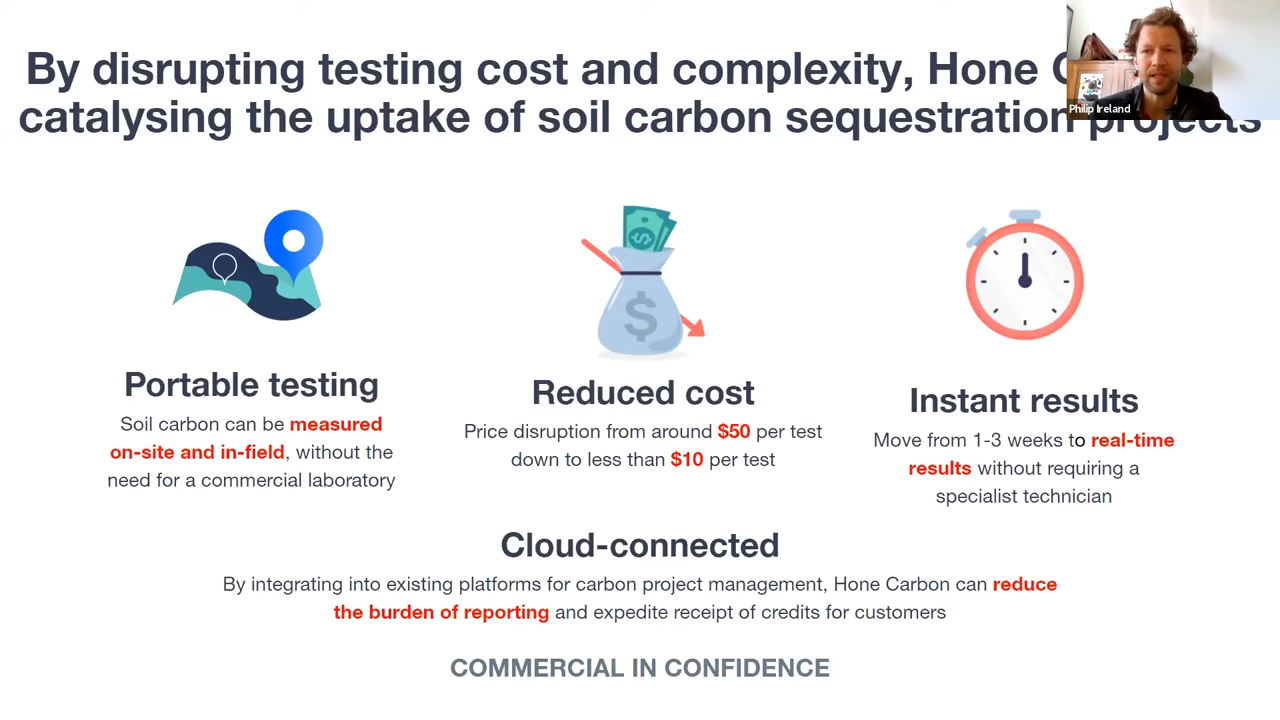 By disrupting testing cost and complexity, Hone
catalysing the uptake of soil carbon sequestration projects
Philip Ireland
Portable testing
Soil carbon can be measured
on-site and in-field, without the
need for a commercial laboratory
Reduced cost
Price disruption from around $50 per test
down to less than $10 per test
Instant results
Move from 1-3 weeks to real-time
results without requiring a
specialist technician
Cloud-connected
By integrating into existing platforms for carbon project management, Hone Carbon can reduce
the burden of reporting and expedite receipt of credits for customers
COMMERCIAL IN CONFIDENCE